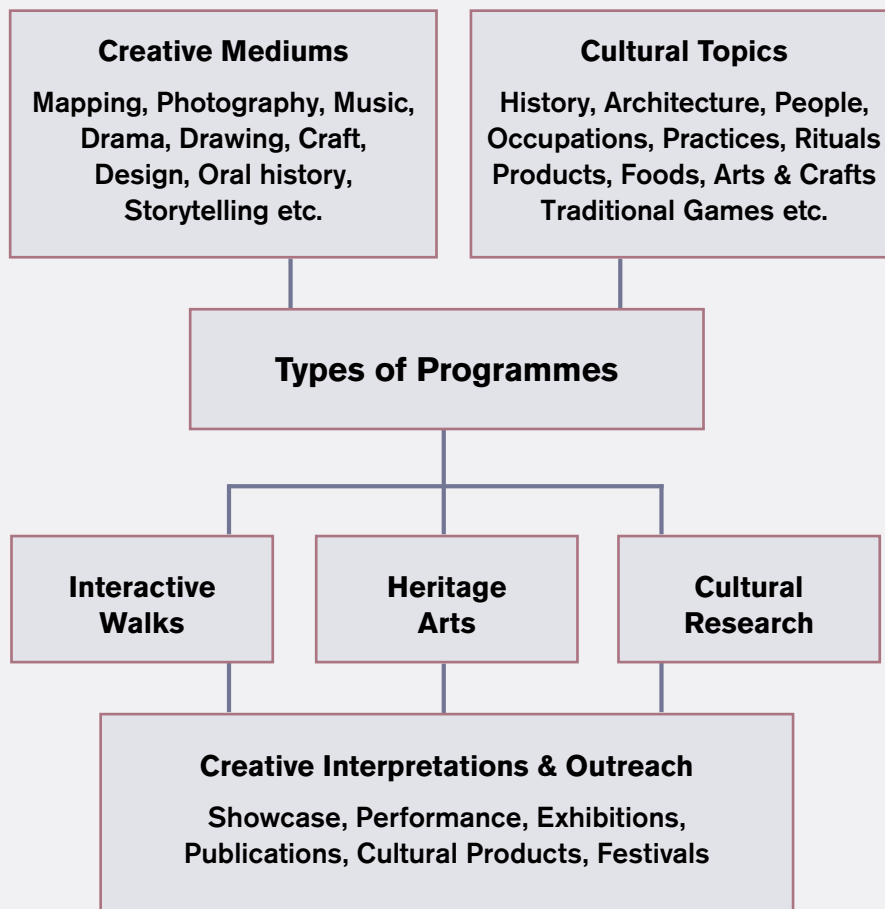 Creative Mediums
Mapping, Photography, Music,
Drama, Drawing, Craft,
Design, Oral history,
Storytelling etc.
Cultural Topics
History, Architecture, People,
Occupations, Practices, Rituals
Products, Foods, Arts & Crafts
Traditional Games etc.
Types of Programmes
Interactive
Walks
Heritage
Arts
Cultural
Research
Creative Interpretations & Outreach
Showcase, Performance, Exhibitions,
Publications, Cultural Products, Festivals